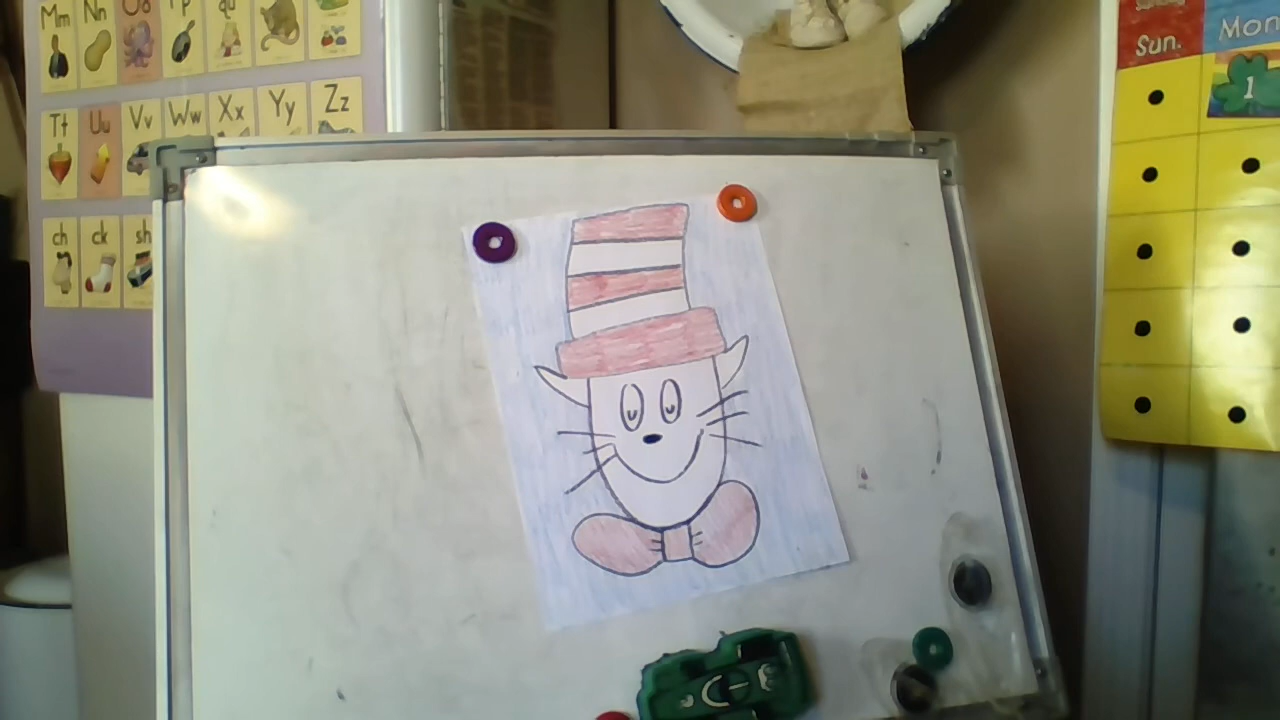 Mm Nn Oo Pp qu
Tt Uu Vv Ww Xx Yy Zz
ch ck sh
Sun. Mon
1